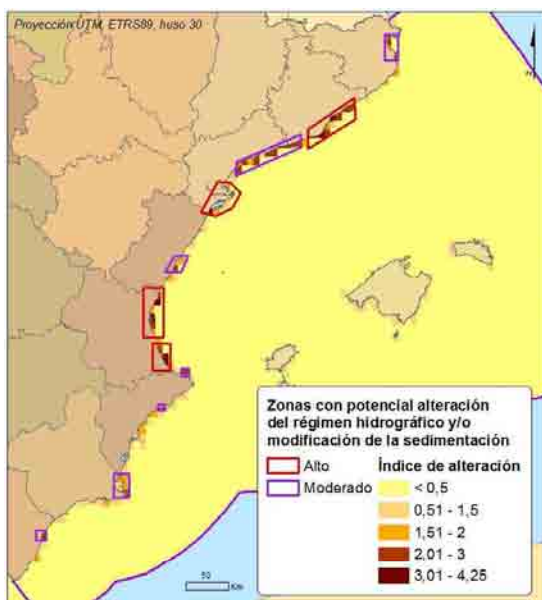 Proyección UTM, ETRS89, huso 30
N
Zonas con potencial alteración
del régimen hidrográfico y/o
modificación de la sedimentación
Alto
Moderado
Índice de alteración
< 0,5
0,51 - 1,5
1,51 - 2
2,01 - 3
3,01 - 4,25
50
Km